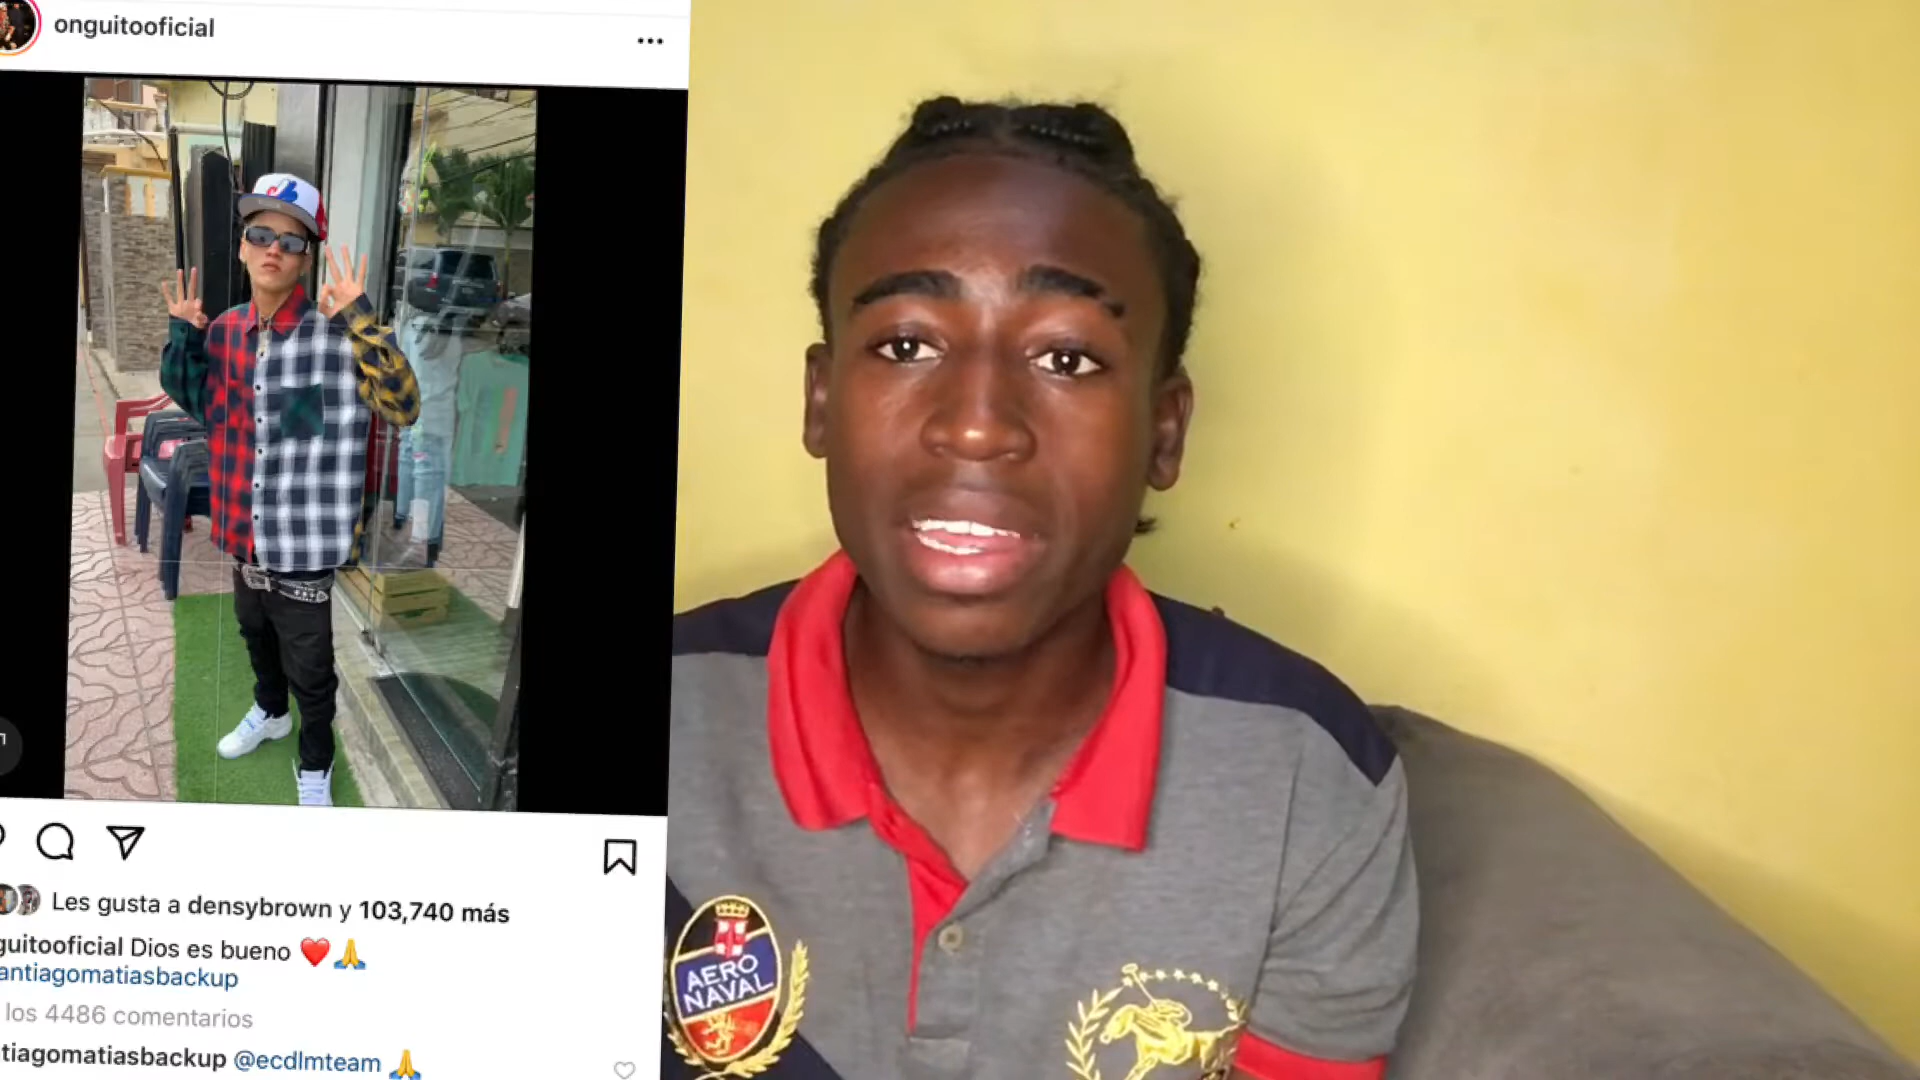 onguitooficial
Les gusta a densybrown y 103,740 más
guitooficial Dios es bueno ❤️🙏
antiagomatiasbackup
los 4486 comentarios
tiagomatiasbackup @ecdlmteam 🙏
AERO
NAVAL